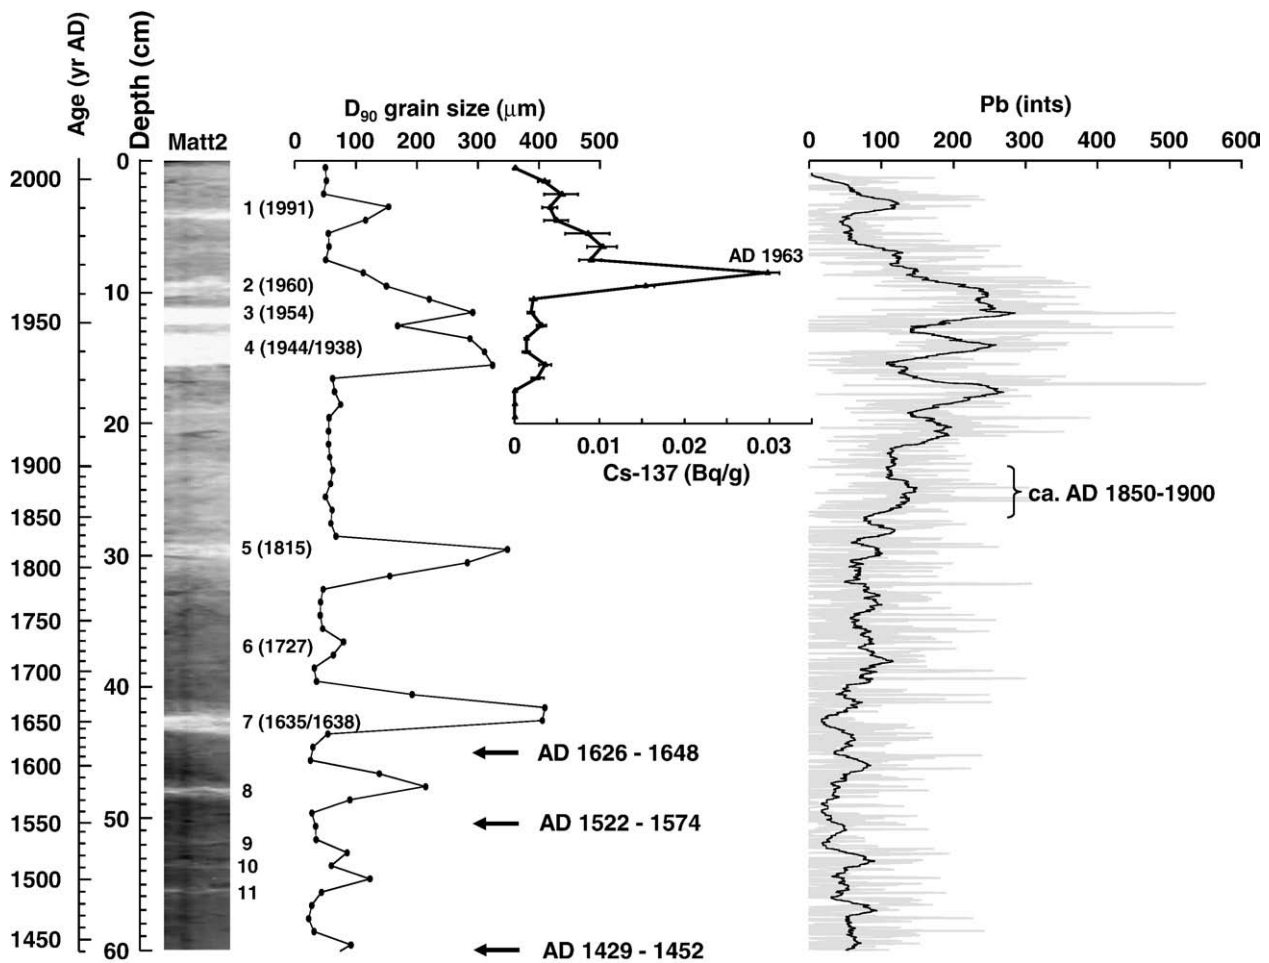 Age (yr AD)
Depth (cm)
Matt2
D90 grain size (μm)
0 100 200 300 400 500
Pb (ints)
0 100 200 300 400 500 600
2000
1950
1900
1850
1800
1750
1700
1650
1600
1550
1500
1450
0
10
20
30
40
50
60
1 (1991)
2 (1960)
3 (1954)
4 (1944/1938)
5 (1815)
6 (1727)
7 (1635/1638)
8
9
10
11
AD 1963
0 0.01 0.02 0.03
Cs-137 (Bq/g)
ca. AD 1850-1900
AD 1626 - 1648
AD 1522 - 1574
AD 1429 - 1452